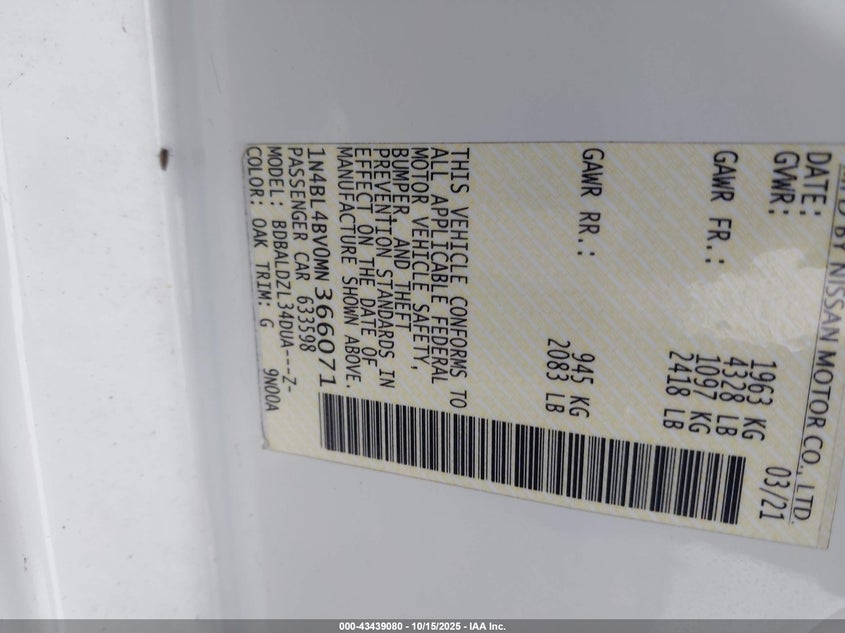 MFD BY NISSAN MOTOR CO., LTD.
DATE: 03/21
GVWR: 1963 KG
4328 LB
GAWR FR.: 1097 KG
2418 LB
GAWR RR.: 945 KG
2083 LB
THIS VEHICLE CONFORMS TO
ALL APPLICABLE FEDERAL
MOTOR VEHICLE SAFETY,
BUMPER, AND THEFT
PREVENTION STANDARDS IN
EFFECT ON THE DATE OF
MANUFACTURE SHOWN ABOVE.
1N4BL4BV0MN366071
PASSENGER CAR 633598
MODEL: BDBALDZL34DUA---Z-
COLOR: OAK TRIM: G 9N00A
000-43439080 - 10/15/2025 - IAA Inc.